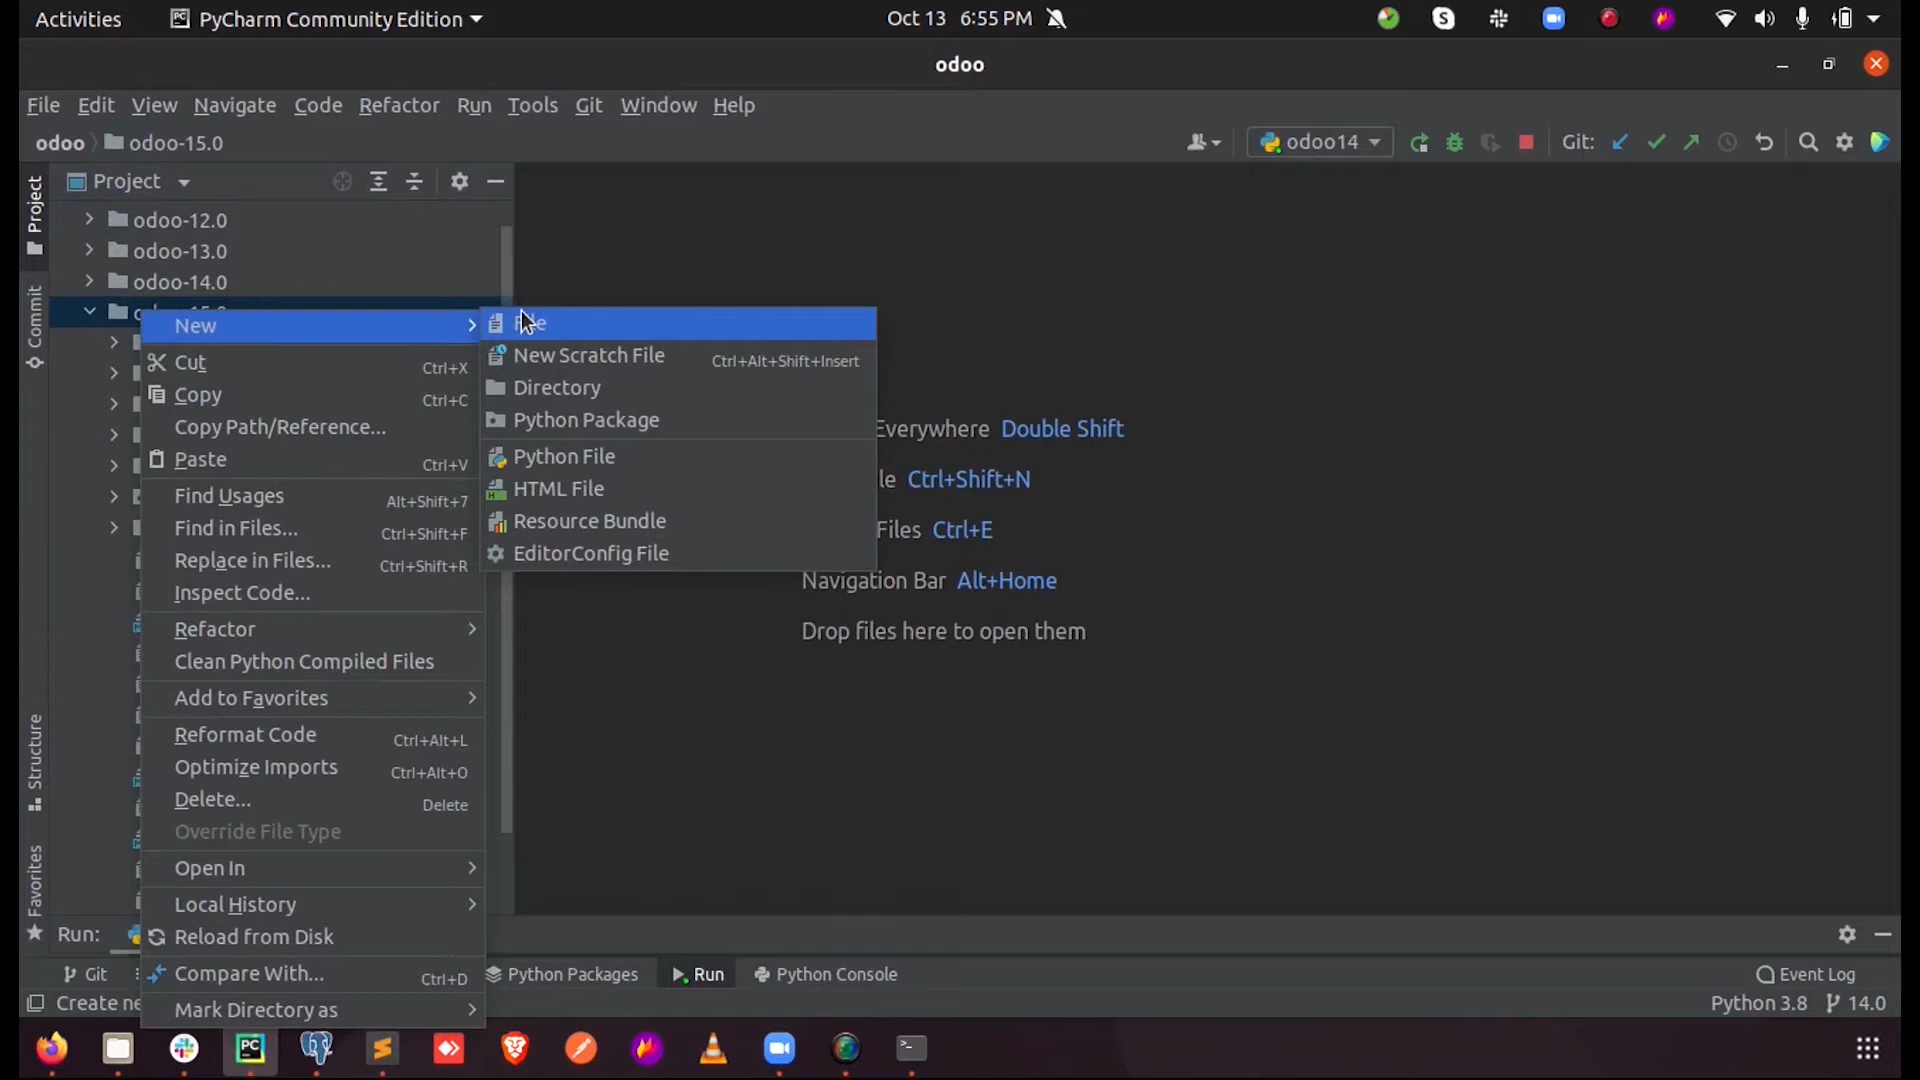 Activities
PyCharm Community Edition
Oct 13 6:55 PM
odoo
File Edit View Navigate Code Refactor Run Tools Git Window Help
odoo odoo-15.0
odoo14
Git:
Project
Project
Commit
Structure
Favorites
odoo-12.0
odoo-13.0
odoo-14.0
New
Cut Ctrl+X
Copy Ctrl+C
Copy Path/Reference...
Paste Ctrl+V
Find Usages Alt+Shift+7
Find in Files... Ctrl+Shift+F
Replace in Files... Ctrl+Shift+R
Inspect Code...
Refactor
Clean Python Compiled Files
Add to Favorites
Reformat Code Ctrl+Alt+L
Optimize Imports Ctrl+Alt+O
Delete... Delete
Override File Type
Open In
Local History
Reload from Disk
Compare With... Ctrl+D
Mark Directory as
File
New Scratch File Ctrl+Alt+Shift+Insert
Directory
Python Package
Python File
HTML File
Resource Bundle
EditorConfig File
Everywhere Double Shift
le Ctrl+Shift+N
Files Ctrl+E
Navigation Bar Alt+Home
Drop files here to open them
Run:
Git
Python Packages
Run
Python Console
Event Log
Create ne
Python 3.8
14.0